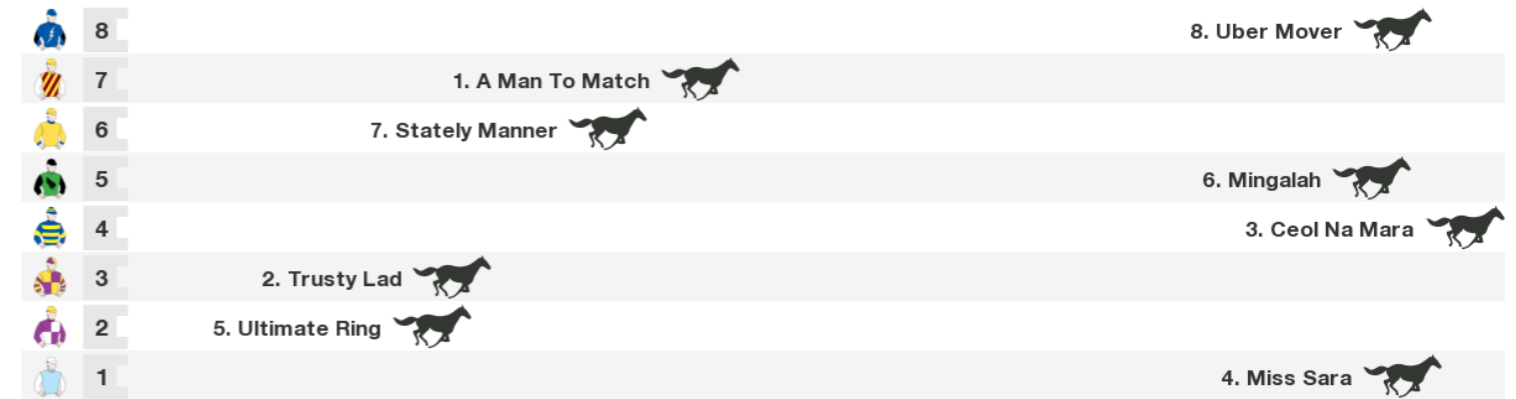 8 8. Uber Mover
7 1. A Man To Match
6 7. Stately Manner
5 6. Mingalah
4 3. Ceol Na Mara
3 2. Trusty Lad
2 5. Ultimate Ring
1 4. Miss Sara